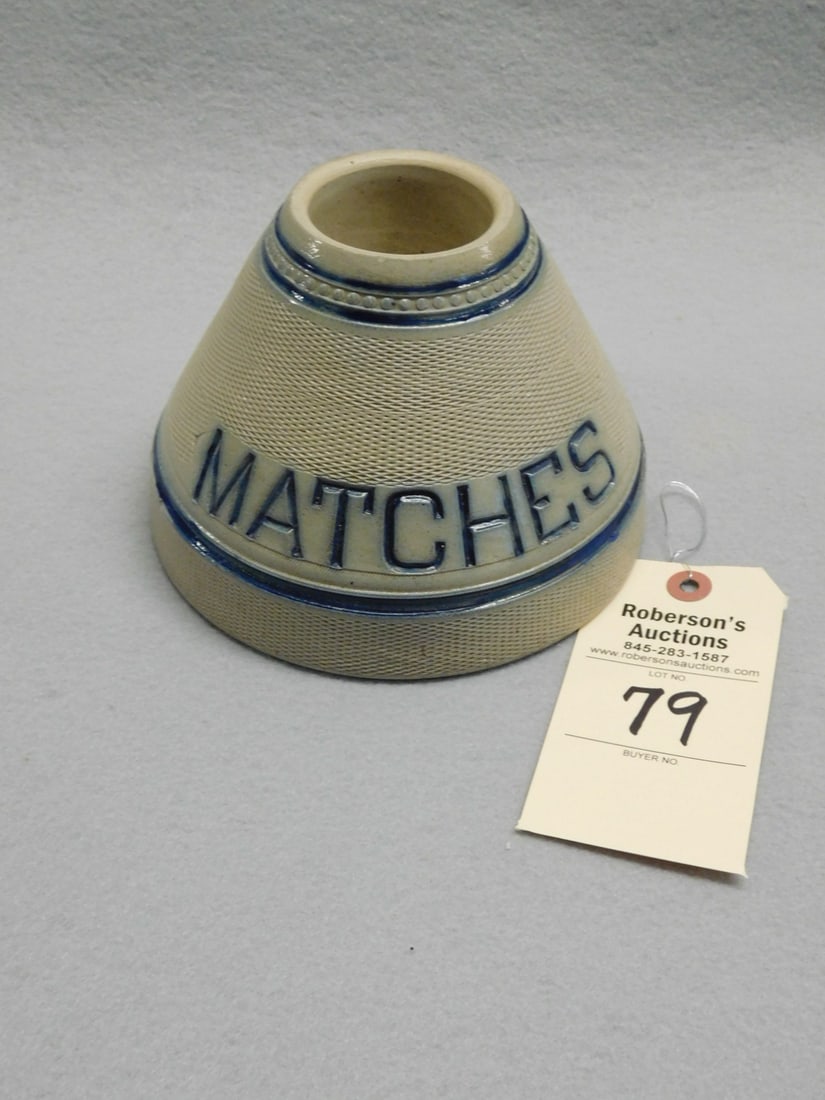 MATCHES
Roberson's
Auctions
845-283-1587
www.robersonsauctions.com
LOT NO.
79
BUYER NO.